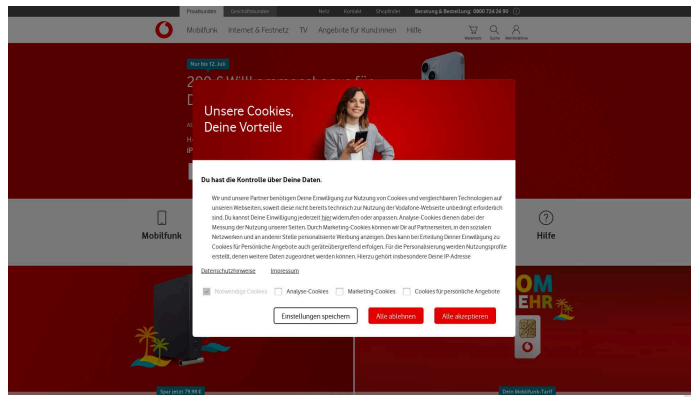 Privatkunden Geschäftskunden Netz Kontakt Shopfinder Beratung & Bestellung: 0800 724 26 90
Mobilfunk Internet & Festnetz TV Angebote für Kund:innen Hilfe
Warenkorb Suche MeinVodafone
Nur bis 12. Juli
Unsere Cookies,
Deine Vorteile
Du hast die Kontrolle über Deine Daten.
Wir und unsere Partner benötigen Deine Einwilligung zur Nutzung von Cookies und vergleichbaren Technologien auf
unseren Webseiten, soweit diese nicht bereits technisch zur Nutzung der Vodafone-Webseite unbedingt erforderlich
sind. Du kannst Deine Einwilligung jederzeit hier widerrufen oder anpassen. Analyse-Cookies dienen dabei der
Messung der Nutzung unserer Seiten. Durch Marketing-Cookies können wir Dir auf Partnerseiten, in den sozialen
Netzwerken und an anderer Stelle personalisierte Werbung anzeigen. Dies kann bei Erteilung Deiner Einwilligung zu
Cookies für Persönliche Angebote auch geräteübergreifend erfolgen. Für die Personalisierung werden Nutzungsprofile
erstellt, denen weitere Daten zugeordnet werden können. Hierzu gehört insbesondere Deine IP-Adresse
Datenschutzhinweise Impressum
Notwendige Cookies Analyse-Cookies Marketing-Cookies Cookies für persönliche Angebote
Einstellungen speichern Alle ablehnen Alle akzeptieren
Mobilfunk Hilfe
Spar jetzt 79,99 € Dein Mobilfunk-Tarif